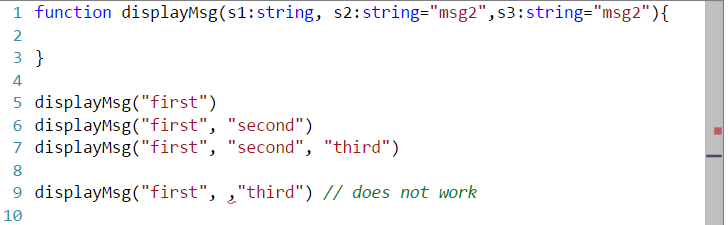 1 function displayMsg(s1:string, s2:string="msg2",s3:string="msg2"){
2
3 }
4
5 displayMsg("first")
6 displayMsg("first", "second")
7 displayMsg("first", "second", "third")
8
9 displayMsg("first", ,"third") // does not work
10